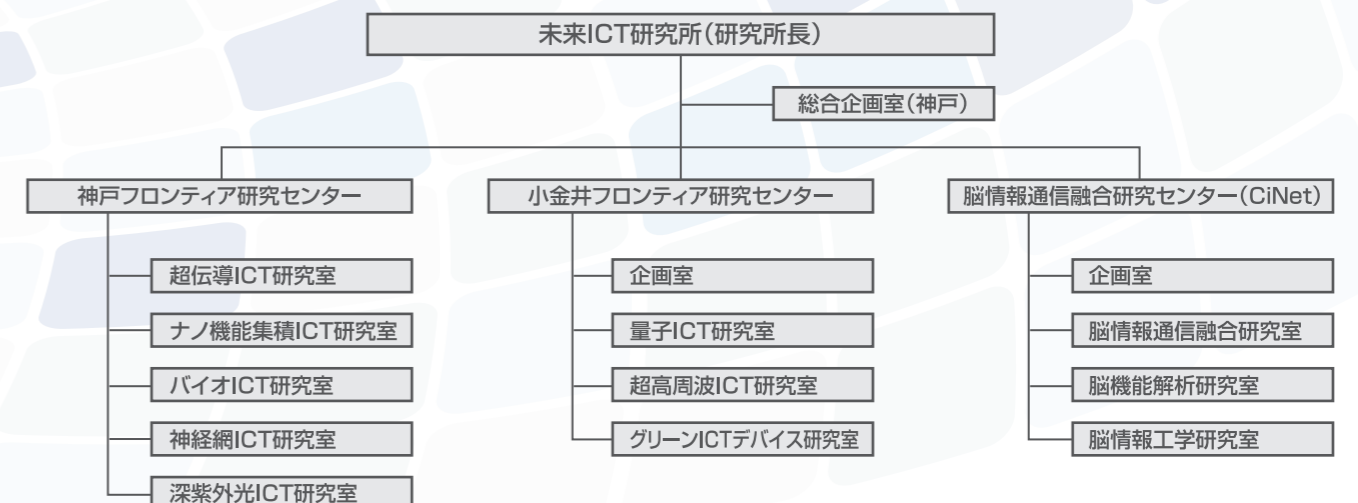 未来ICT研究所(研究所長)
総合企画室(神戸)
神戸フロンティア研究センター
超伝導ICT研究室
ナノ機能集積ICT研究室
バイオICT研究室
神経網ICT研究室
深紫外光ICT研究室
小金井フロンティア研究センター
企画室
量子ICT研究室
超高周波ICT研究室
グリーンICTデバイス研究室
脳情報通信融合研究センター(CiNet)
企画室
脳情報通信融合研究室
脳機能解析研究室
脳情報工学研究室